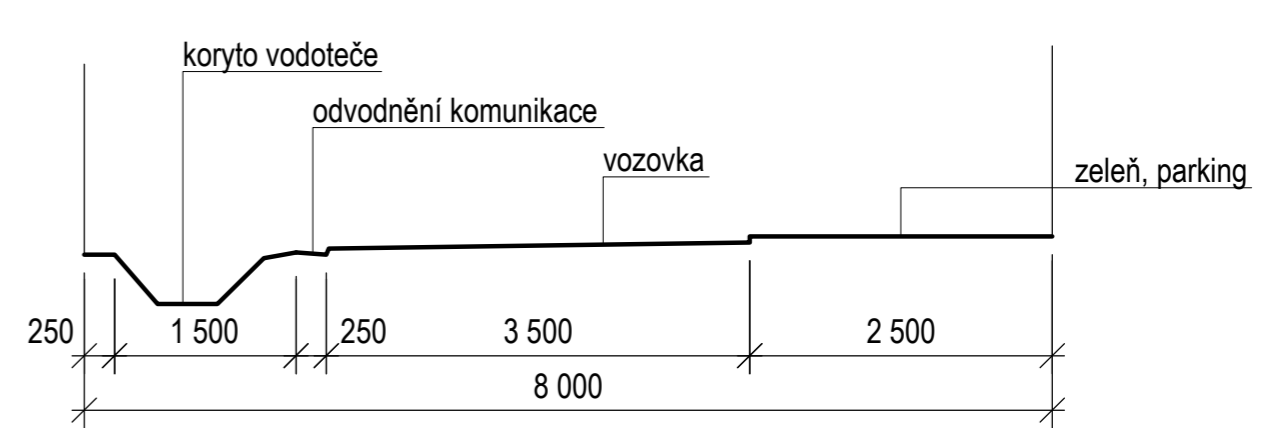 koryto vodoteče
odvodnění komunikace
vozovka
zeleň, parking
250 1 500 250 3 500 2 500
8 000